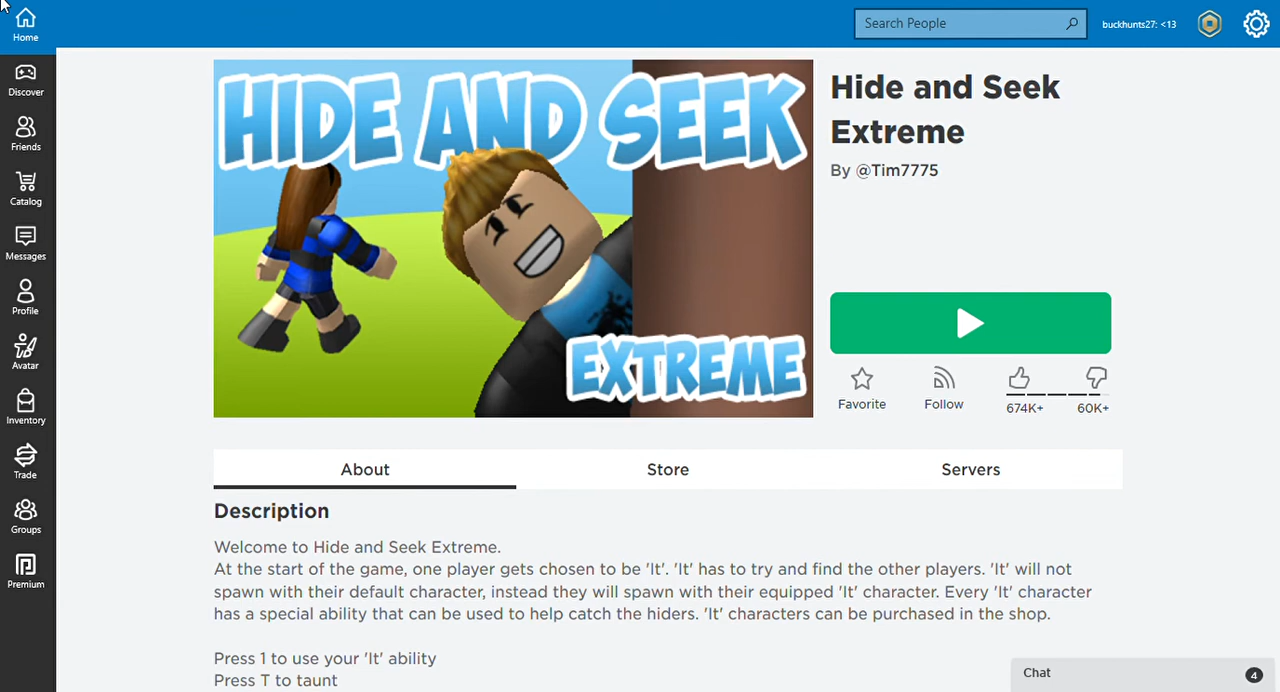 Home
Search People
buckhunts27: <13
Discover
Friends
Catalog
Messages
Profile
Avatar
Inventory
Trade
Groups
Premium
HIDE AND SEEK
EXTREME
Hide and Seek
Extreme
By @Tim7775
Favorite
Follow
674K+
60K+
About
Store
Servers
Description
Welcome to Hide and Seek Extreme.
At the start of the game, one player gets chosen to be 'It'. 'It' has to try and find the other players. 'It' will not
spawn with their default character, instead they will spawn with their equipped 'It' character. Every 'It' character
has a special ability that can be used to help catch the hiders. 'It' characters can be purchased in the shop.
Press 1 to use your 'It' ability
Press T to taunt
Chat
4